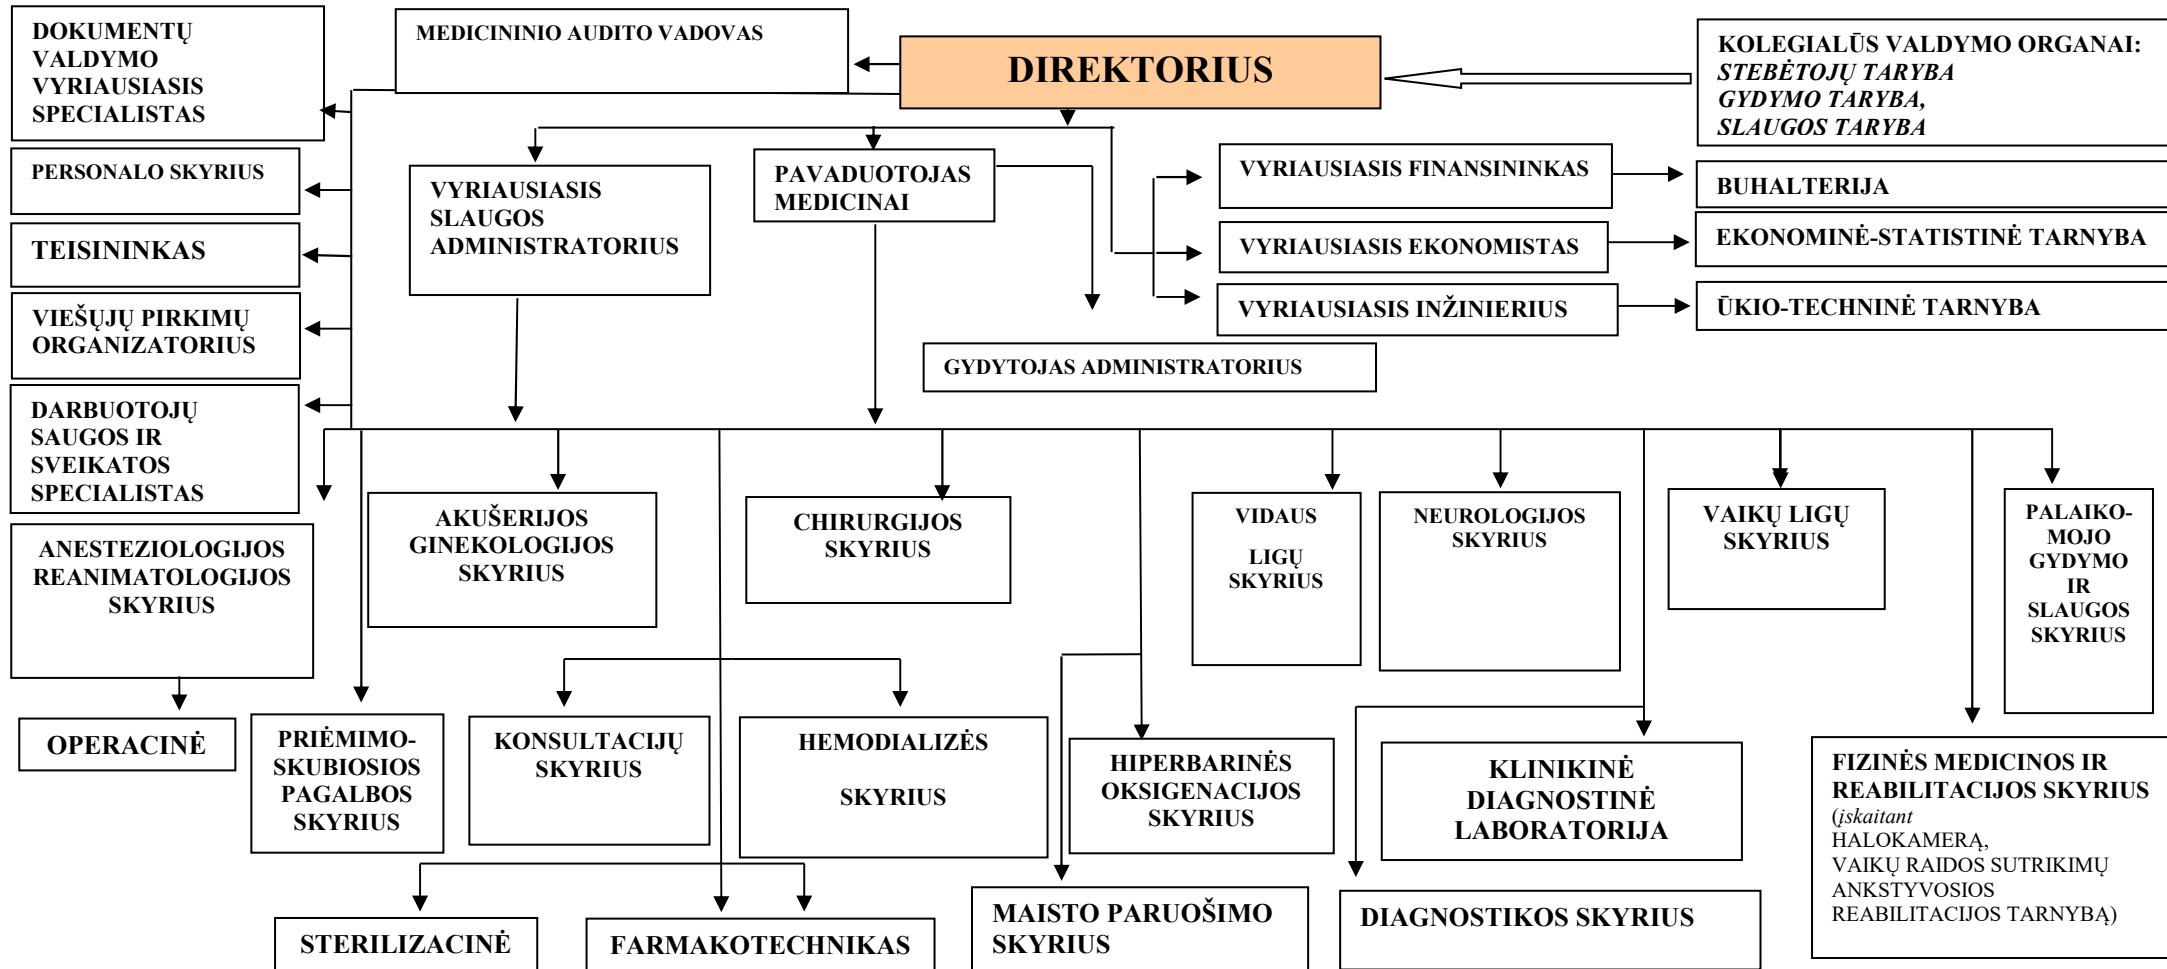 DOKUMENTŲ
VALDYMO
VYRIAUSIASIS
SPECIALISTAS
MEDICININIO AUDITO VADOVAS
DIREKTORIUS
KOLEGIALŪS VALDYMO ORGANAI:
STEBĖTOJŲ TARYBA
GYDYMO TARYBA,
SLAUGOS TARYBA
PERSONALO SKYRIUS
TEISININKAS
VIEŠŲJŲ PIRKIMŲ
ORGANIZATORIUS
DARBUOTOJŲ
SAUGOS IR
SVEIKATOS
SPECIALISTAS
VYRIAUSIASIS
SLAUGOS
ADMINISTRATORIUS
PAVADUOTOJAS
MEDICINAI
VYRIAUSIASIS FINANSININKAS
BUHALTERIJA
VYRIAUSIASIS EKONOMISTAS
EKONOMINĖ-STATISTINĖ TARNYBA
VYRIAUSIASIS INŽINIERIUS
ŪKIO-TECHNINĖ TARNYBA
GYDYTOJAS ADMINISTRATORIUS
ANESTEZIOLOGIJOS
REANIMATOLOGIJOS
SKYRIUS
AKUŠERIJOS
GINEKOLOGIJOS
SKYRIUS
CHIRURGIJOS
SKYRIUS
VIDAUS
LIGŲ
SKYRIUS
NEUROLOGIJOS
SKYRIUS
VAIKŲ LIGŲ
SKYRIUS
PALAIKO-
MOJO
GYDYMO
IR
SLAUGOS
SKYRIUS
OPERACINĖ
PRIĖMIMO-
SKUBIOSIOS
PAGALBOS
SKYRIUS
KONSULTACIJŲ
SKYRIUS
HEMODIALIZĖS
SKYRIUS
HIPERBARINĖS
OKSIGENACIJOS
SKYRIUS
KLINIKINĖ
DIAGNOSTINĖ
LABORATORIJA
FIZINĖS MEDICINOS IR
REABILITACIJOS SKYRIUS
(įskaitant
HALOKAMERĄ,
VAIKŲ RAIDOS SUTRIKIMŲ
ANKSTYVOSIOS
REABILITACIJOS TARNYBĄ)
STERILIZACINĖ
FARMAKOTECHNIKAS
MAISTO PARUOŠIMO
SKYRIUS
DIAGNOSTIKOS SKYRIUS